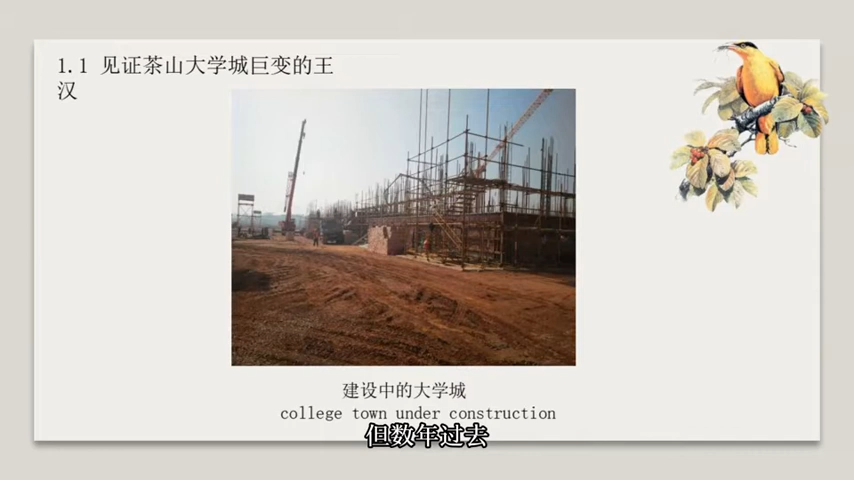 1.1 见证茶山大学城巨变的王
汉
建设中的大学城
college town under construction
但数年过去